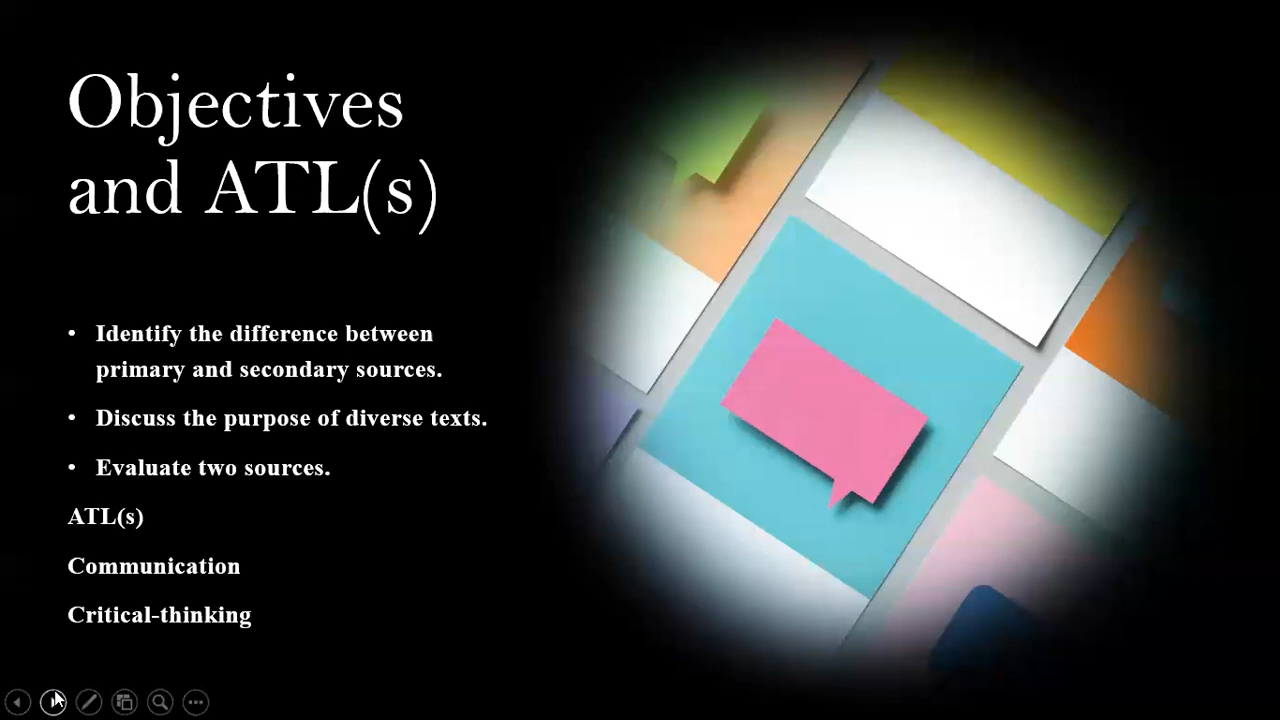 Objectives
and ATL(s)
• Identify the difference between
primary and secondary sources.
• Discuss the purpose of diverse texts.
• Evaluate two sources.
ATL(s)
Communication
Critical-thinking